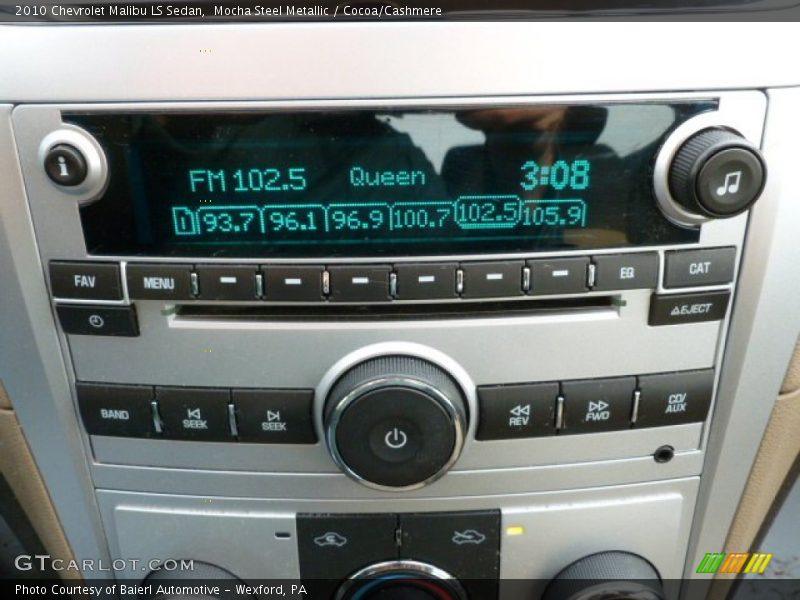 2010 Chevrolet Malibu LS Sedan, Mocha Steel Metallic / Cocoa/Cashmere
i
FM 102.5 Queen 3:08
1 93.7 96.1 96.9 100.7 102.5 105.9
FAV MENU EQ CAT
EJECT
BAND SEEK SEEK REV FWD CD/AUX
GTCARLOT.COM
Photo Courtesy of Baierl Automotive - Wexford, PA